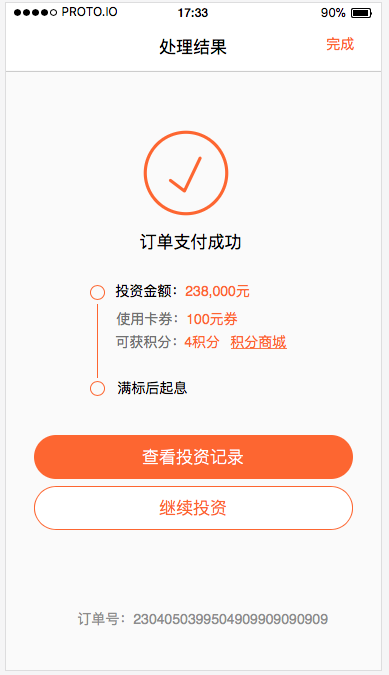 PROTO.IO 17:33 90%
处理结果 完成
订单支付成功
投资金额：238,000元
使用卡券：100元券
可获积分：4积分 积分商城
满标后起息
查看投资记录
继续投资
订单号：2304050399504909909090909